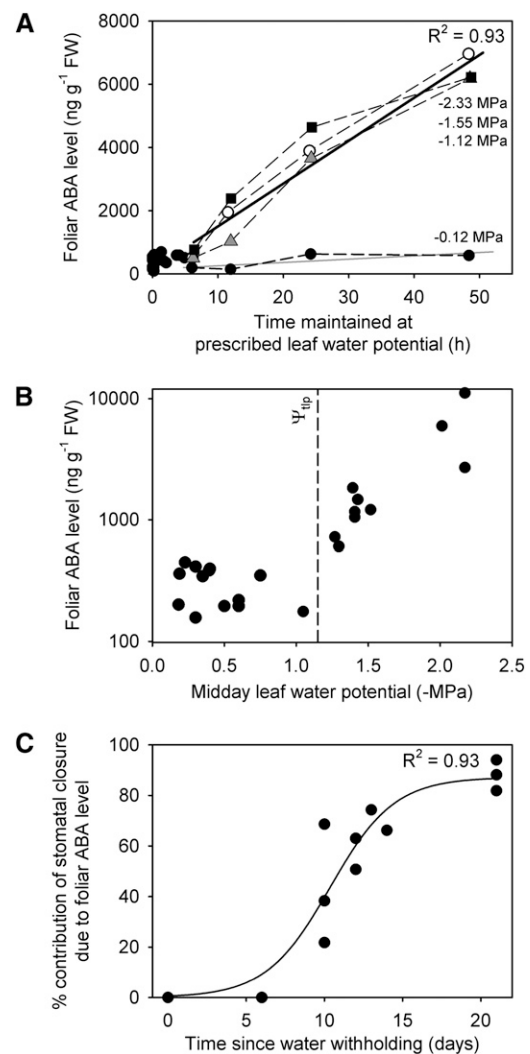 A
R² = 0.93
8000
6000
4000
2000
0
Foliar ABA level (ng g⁻¹ FW)
-2.33 MPa
-1.55 MPa
-1.12 MPa
-0.12 MPa
0 10 20 30 40 50
Time maintained at
prescribed leaf water potential (h)
B
10000
1000
100
Foliar ABA level (ng g⁻¹ FW)
Ψtlp
0.0 0.5 1.0 1.5 2.0 2.5
Midday leaf water potential (-MPa)
C
R² = 0.93
100
80
60
40
20
0
% contribution of stomatal closure
due to foliar ABA level
0 5 10 15 20
Time since water withholding (days)